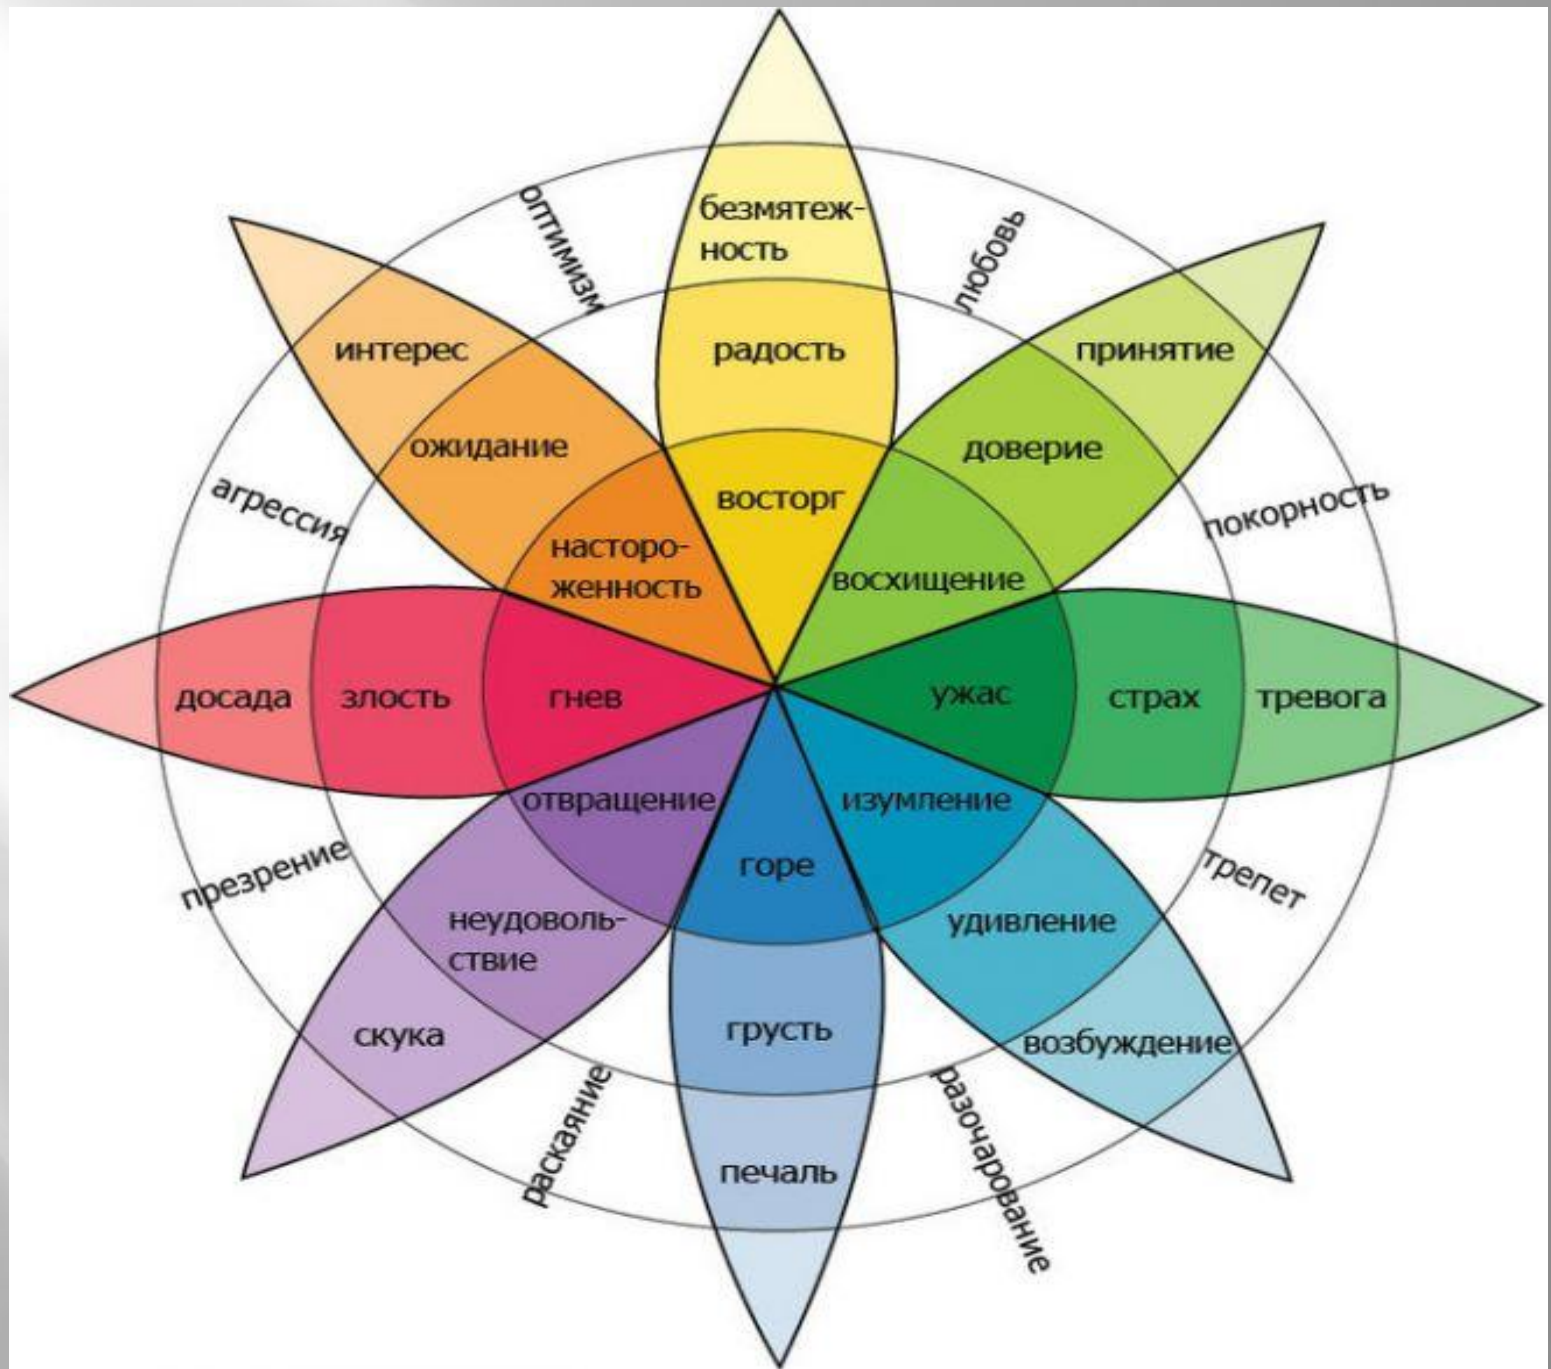 безмятеж-
ность
оптимизм
любовь
интерес
радость
принятие
ожидание
доверие
агрессия
восторг
покорность
насторо-
женность
восхищение
досада
злость
гнев
ужас
страх
тревога
отвращение
изумление
презрение
горе
трепет
неудоволь-
ствие
удивление
скука
грусть
возбуждение
раскаяние
печаль
разочарование